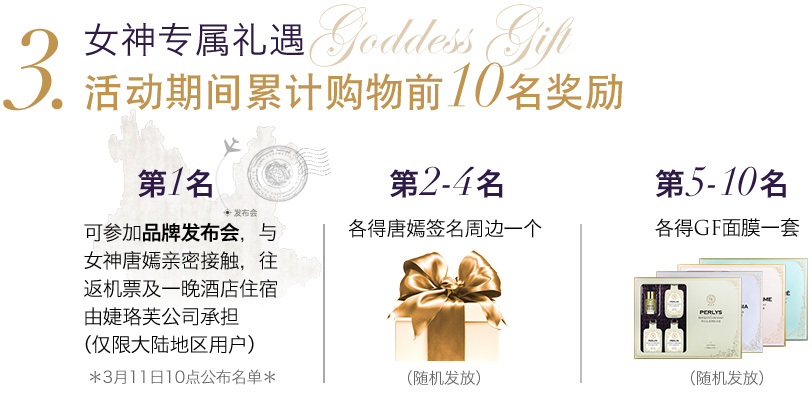 3.
女神专属礼遇 Goddess Gift
活动期间累计购物前10名奖励
第1名
发布会
可参加品牌发布会，与
女神唐嫣亲密接触，往
返机票及一晚酒店住宿
由婕珞芙公司承担
（仅限大陆地区用户）
＊3月11日10点公布名单＊
第2-4名
各得唐嫣签名周边一个
（随机发放）
第5-10名
各得GF面膜一套
PERLYS
（随机发放）